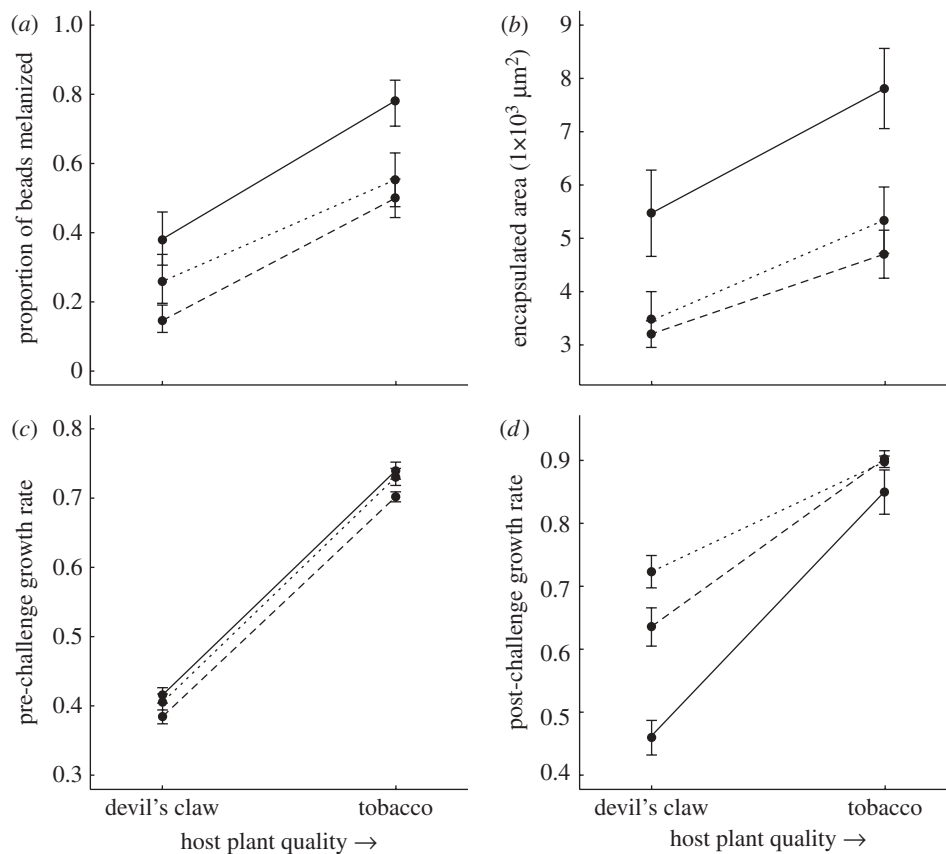 (a)
1.0
0.8
0.6
0.4
0.2
0
proportion of beads melanized
(b)
9
8
7
6
5
4
3
encapsulated area (1×10³ μm²)
(c)
0.8
0.7
0.6
0.5
0.4
0.3
pre-challenge growth rate
devil's claw
tobacco
host plant quality →
(d)
0.9
0.8
0.7
0.6
0.5
0.4
post-challenge growth rate
devil's claw
tobacco
host plant quality →